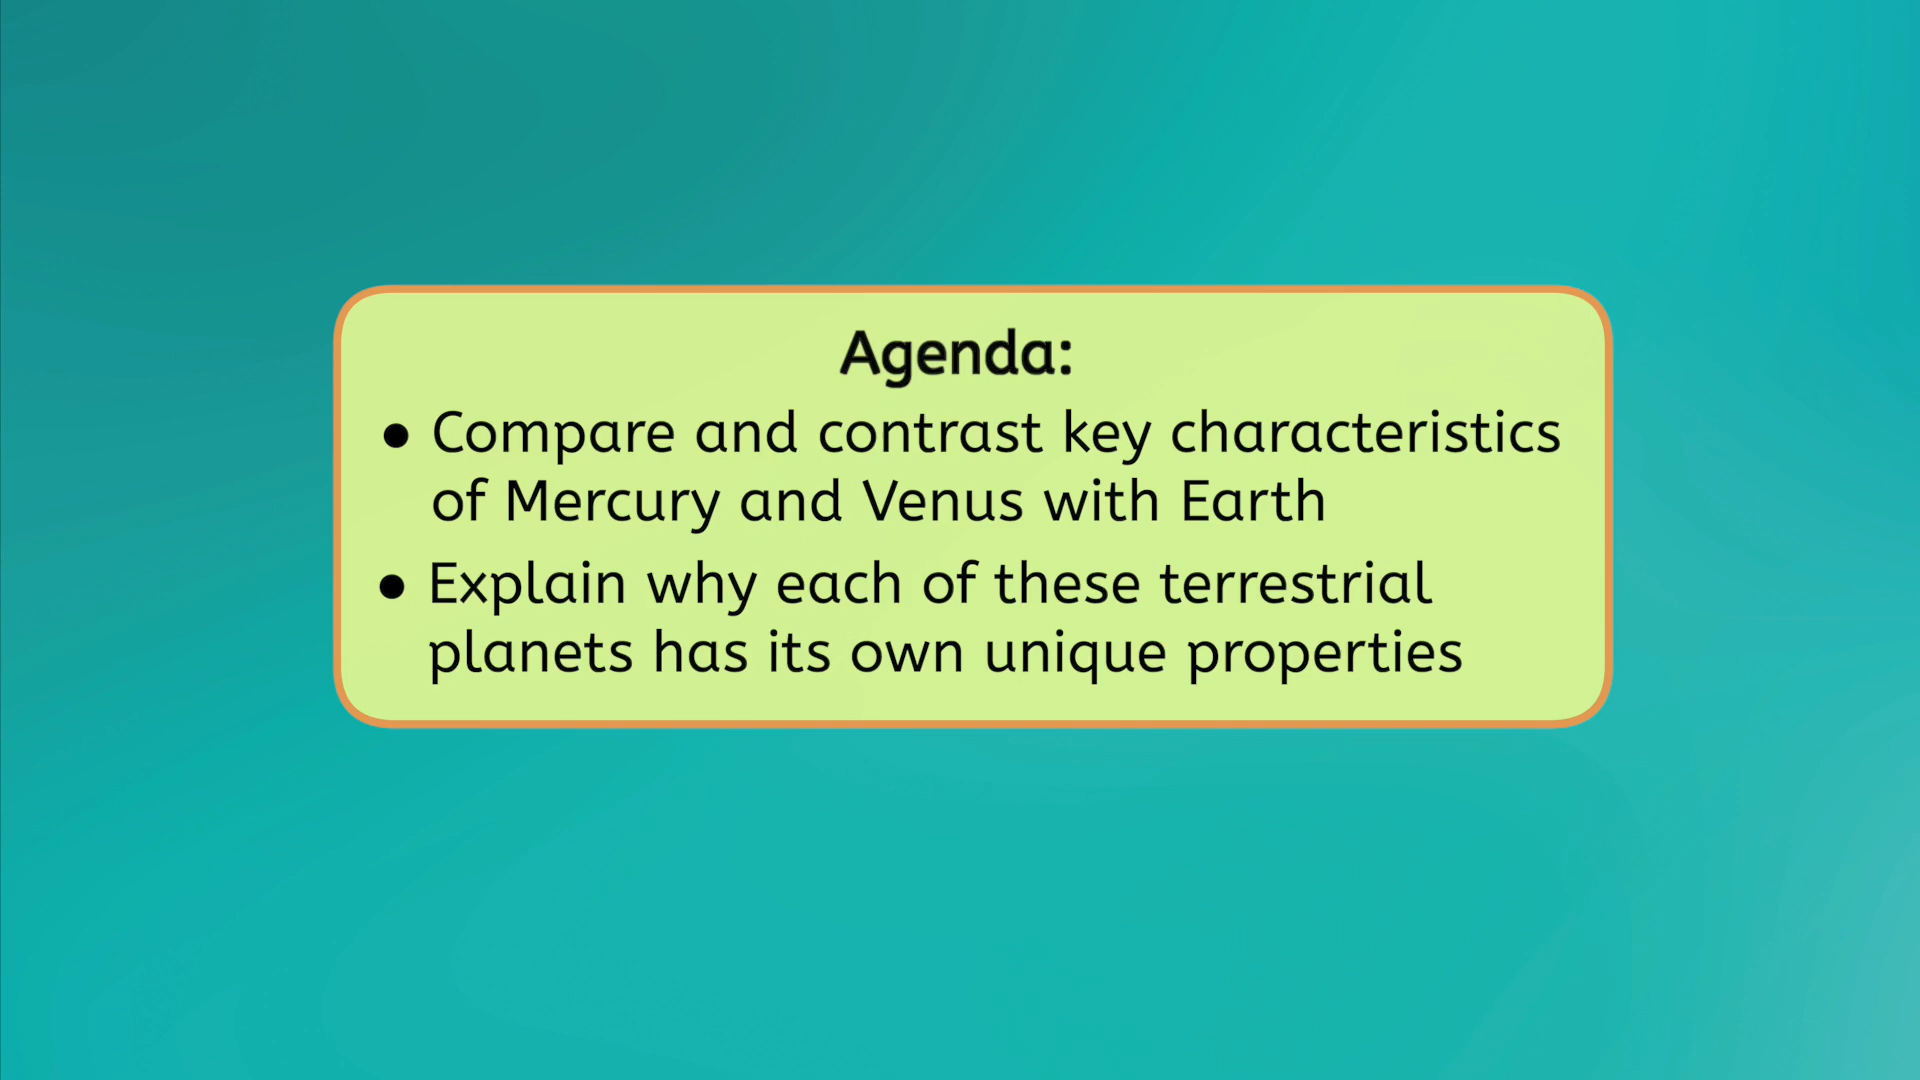 Agenda:
● Compare and contrast key characteristics
of Mercury and Venus with Earth
● Explain why each of these terrestrial
planets has its own unique properties